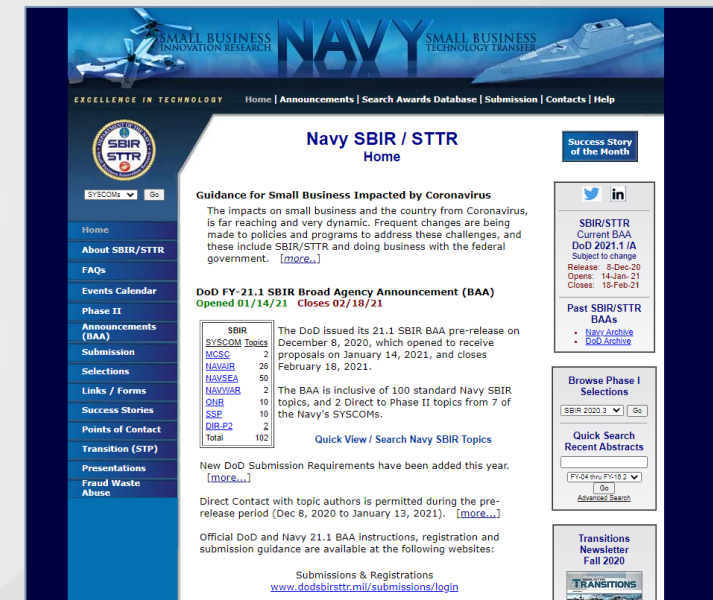 SMALL BUSINESS
INNOVATION RESEARCH
NAVY
SMALL BUSINESS
TECHNOLOGY TRANSFER
EXCELLENCE IN TECHNOLOGY
Home | Announcements | Search Awards Database | Submission | Contacts | Help
SBIR
STTR
SYSCOMs
Go
Home
About SBIR/STTR
FAQs
Events Calendar
Phase II
Announcements
(BAA)
Submission
Selections
Links / Forms
Success Stories
Points of Contact
Transition (STP)
Presentations
Fraud Waste
Abuse
Navy SBIR / STTR
Home
Guidance for Small Business Impacted by Coronavirus
The impacts on small business and the country from Coronavirus,
is far reaching and very dynamic. Frequent changes are being
made to policies and programs to address these challenges, and
these include SBIR/STTR and doing business with the federal
government. [more..]
DoD FY-21.1 SBIR Broad Agency Announcement (BAA)
Opened 01/14/21 Closes 02/18/21
SBIR
SYSCOM Topics
MCSC 2
NAVAIR 26
NAVSEA 50
NAVWAR 2
ONR 10
SSP 10
DIR-P2 2
Total 102
The DoD issued its 21.1 SBIR BAA pre-release on
December 8, 2020, which opened to receive
proposals on January 14, 2021, and closes
February 18, 2021.
The BAA is inclusive of 100 standard Navy SBIR
topics, and 2 Direct to Phase II topics from 7 of
the Navy's SYSCOMs.
Quick View / Search Navy SBIR Topics
New DoD Submission Requirements have been added this year.
[more...]
Direct Contact with topic authors is permitted during the pre-
release period (Dec 8, 2020 to January 13, 2021). [more...]
Official DoD and Navy 21.1 BAA instructions, registration and
submission guidance are available at the following websites:
Submissions & Registrations
www.dodsbirsttr.mil/submissions/login
Success Story
of the Month
in
SBIR/STTR
Current BAA
DoD 2021.1 /A
Subject to change
Release: 8-Dec-20
Opens: 14-Jan- 21
Closes: 18-Feb-21
Past SBIR/STTR
BAAs
Navy Archive
DoD Archive
Browse Phase I
Selections
SBIR 2020.3
Go
Quick Search
Recent Abstracts
FY-04 thru FY-19.2
Go
Advanced Search
Transitions
Newsletter
Fall 2020
TRANSITIONS